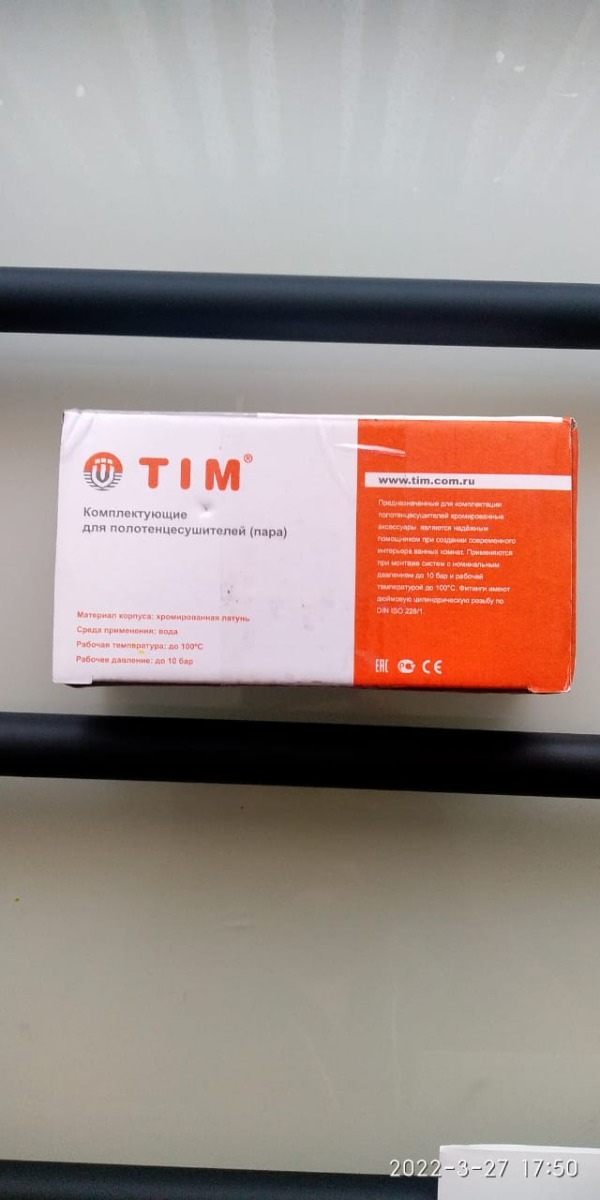 TIM®
Комплектующие
для полотенцесушителей (пара)
Материал корпуса: хромированная латунь
Среда применения: вода
Рабочая температура: до 100ºС
Рабочее давление: до 10 бар
www.tim.com.ru
Предназначенные для комплектации
полотенцесушителей хромированные
аксессуары являются надёжным
помощником при создании современного
интерьера ванных комнат. Применяются
при монтаже систем с номинальным
давлением до 10 бар и рабочей
температурой до 100°С. Фитинги имеют
дюймовую цилиндрическую резьбу по
DIN ISO 228/1.
EAC PC CE
2022-3-27 17:50